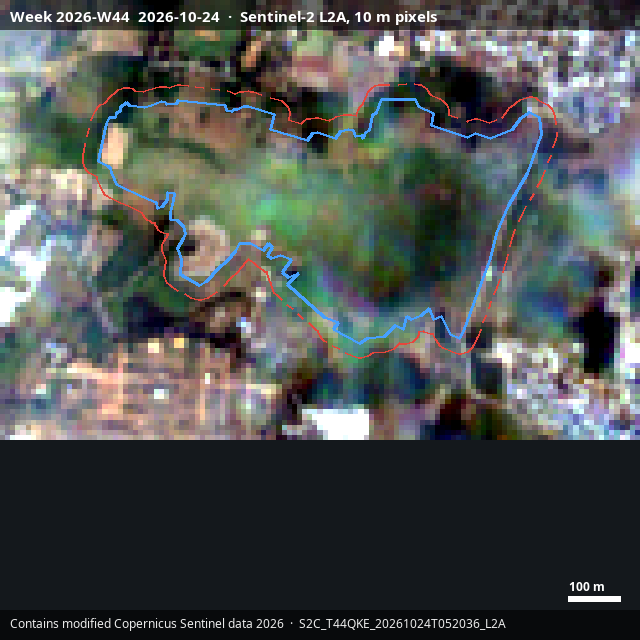 Week 2026-W44 2026-10-24 · Sentinel-2 L2A, 10 m pixels
100 m
Contains modified Copernicus Sentinel data 2026 · S2C_T44QKE_20261024T052036_L2A